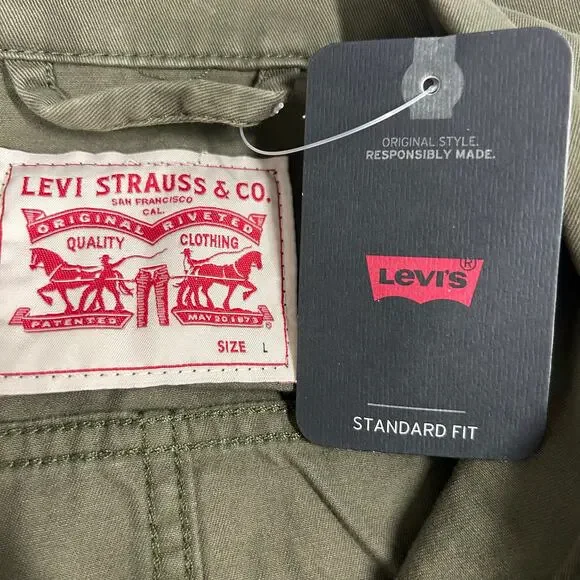 LEVI STRAUSS & CO.
SAN FRANCISCO
CAL.
ORIGINAL RIVETED
QUALITY CLOTHING
PATENTED MAY 20 1873
®
SIZE L
ORIGINAL STYLE.
RESPONSIBLY MADE.
LEVI'S®
STANDARD FIT